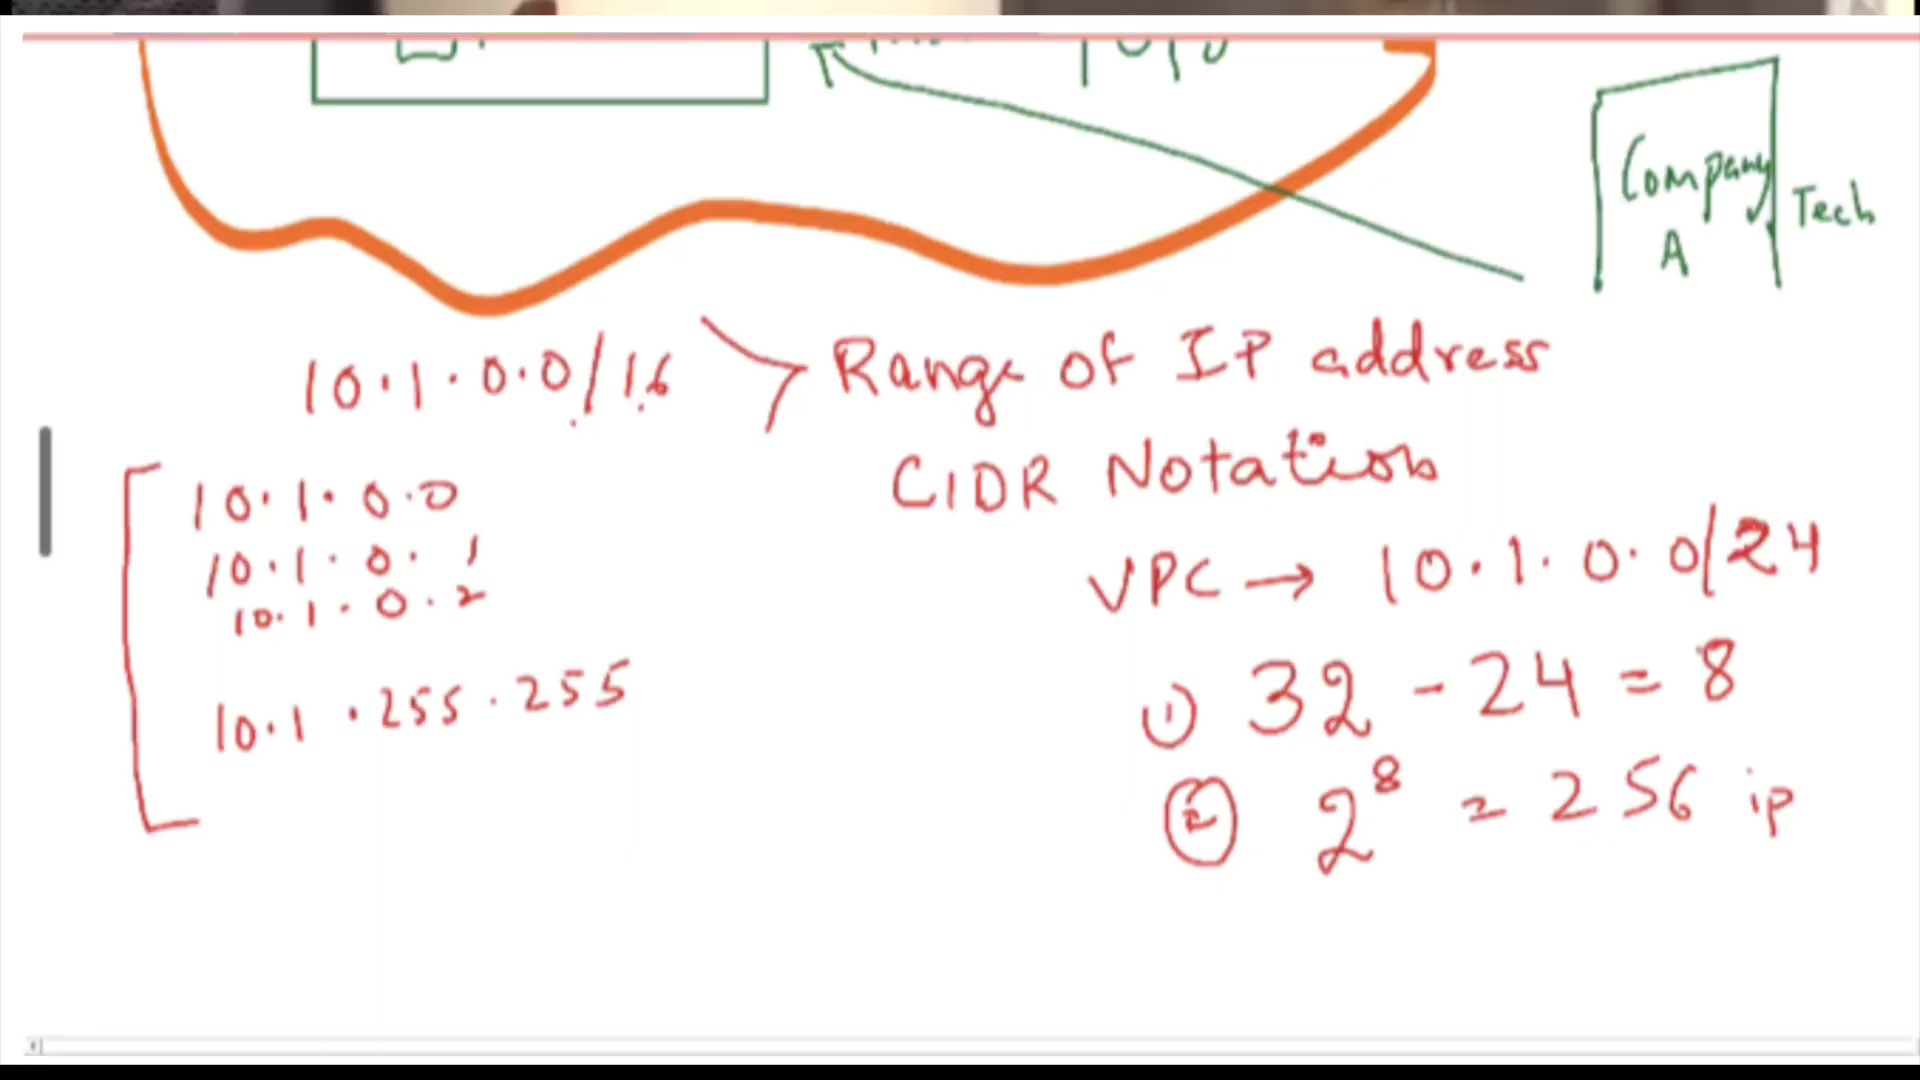 Company
A
Tech
10.1.0.0/16
Range of IP address
CIDR Notation
10.1.0.0
10.1.0.1
10.1.0.2
10.1.255.255
VPC → 10.1.0.0/24
① 32 - 24 = 8
② 2⁸ = 256 ip